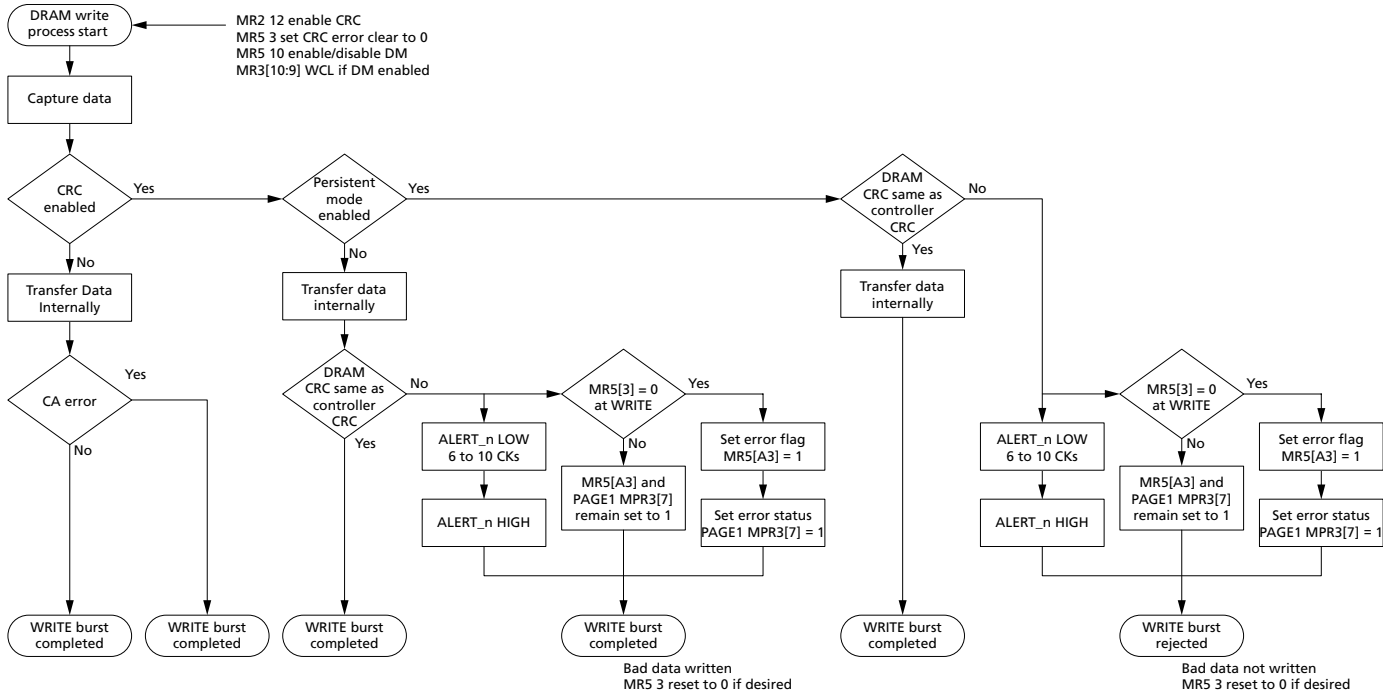 DRAM write
process start
MR2 12 enable CRC
MR5 3 set CRC error clear to 0
MR5 10 enable/disable DM
MR3[10:9] WCL if DM enabled
Capture data
CRC
enabled
Yes
No
Persistent
mode
enabled
Yes
No
DRAM
CRC same as
controller
CRC
No
Yes
Transfer Data
Internally
Transfer data
internally
Transfer data
internally
CA error
Yes
No
DRAM
CRC same as
controller
CRC
No
Yes
MR5[3] = 0
at WRITE
Yes
No
MR5[3] = 0
at WRITE
Yes
No
ALERT_n LOW
6 to 10 CKs
ALERT_n HIGH
MR5[A3] and
PAGE1 MPR3[7]
remain set to 1
Set error flag
MR5[A3] = 1
Set error status
PAGE1 MPR3[7] = 1
ALERT_n LOW
6 to 10 CKs
ALERT_n HIGH
MR5[A3] and
PAGE1 MPR3[7]
remain set to 1
Set error flag
MR5[A3] = 1
Set error status
PAGE1 MPR3[7] = 1
WRITE burst
completed
WRITE burst
completed
WRITE burst
completed
WRITE burst
completed
Bad data written
MR5 3 reset to 0 if desired
WRITE burst
completed
WRITE burst
rejected
Bad data not written
MR5 3 reset to 0 if desired